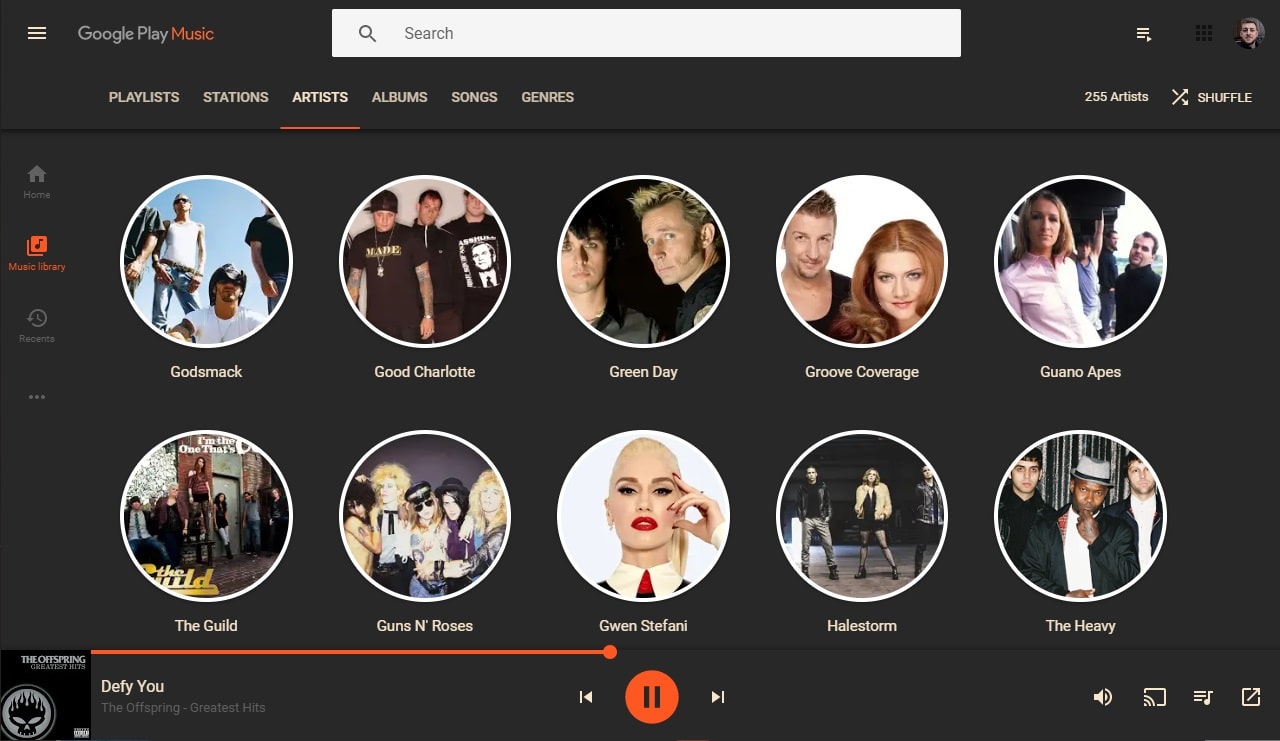 Google Play Music
Search
PLAYLISTS STATIONS ARTISTS ALBUMS SONGS GENRES
255 Artists SHUFFLE
Home
Music library
Recents
MADE
ASSHOLE
Godsmack
Good Charlotte
Green Day
Groove Coverage
Guano Apes
I'm the
One That's
the
Guild
The Guild
Guns N' Roses
Gwen Stefani
Halestorm
The Heavy
THE OFFSPRING
GREATEST HITS
Defy You
The Offspring - Greatest Hits